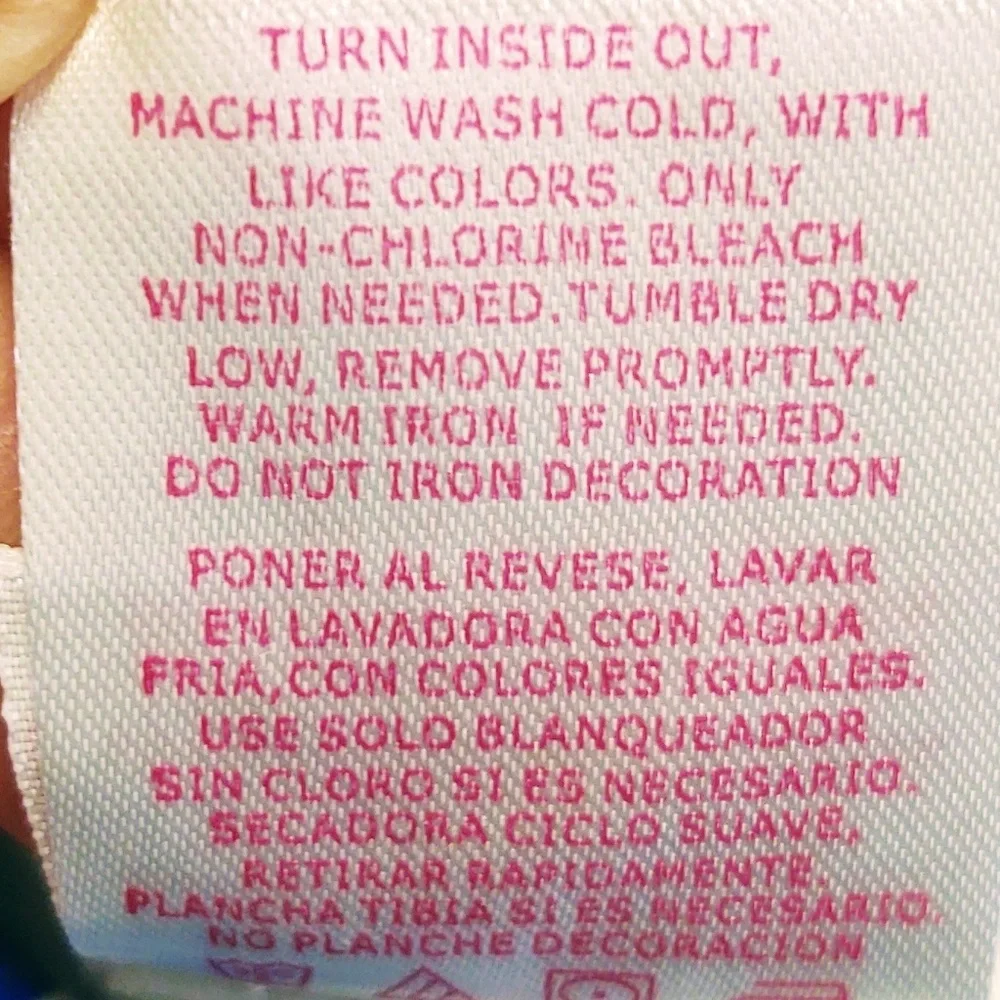 TURN INSIDE OUT,
MACHINE WASH COLD, WITH
LIKE COLORS. ONLY
NON-CHLORINE BLEACH
WHEN NEEDED.TUMBLE DRY
LOW, REMOVE PROMPTLY.
WARM IRON IF NEEDED.
DO NOT IRON DECORATION
PONER AL REVESE, LAVAR
EN LAVADORA CON AGUA
FRIA,CON COLORES IGUALES.
USE SOLO BLANQUEADOR
SIN CLORO SI ES NECESARIO.
SECADORA CICLO SUAVE,
RETIRAR RAPIDAMENTE.
PLANCHA TIBIA SI ES NECESARIO.
NO PLANCHE DECORACION